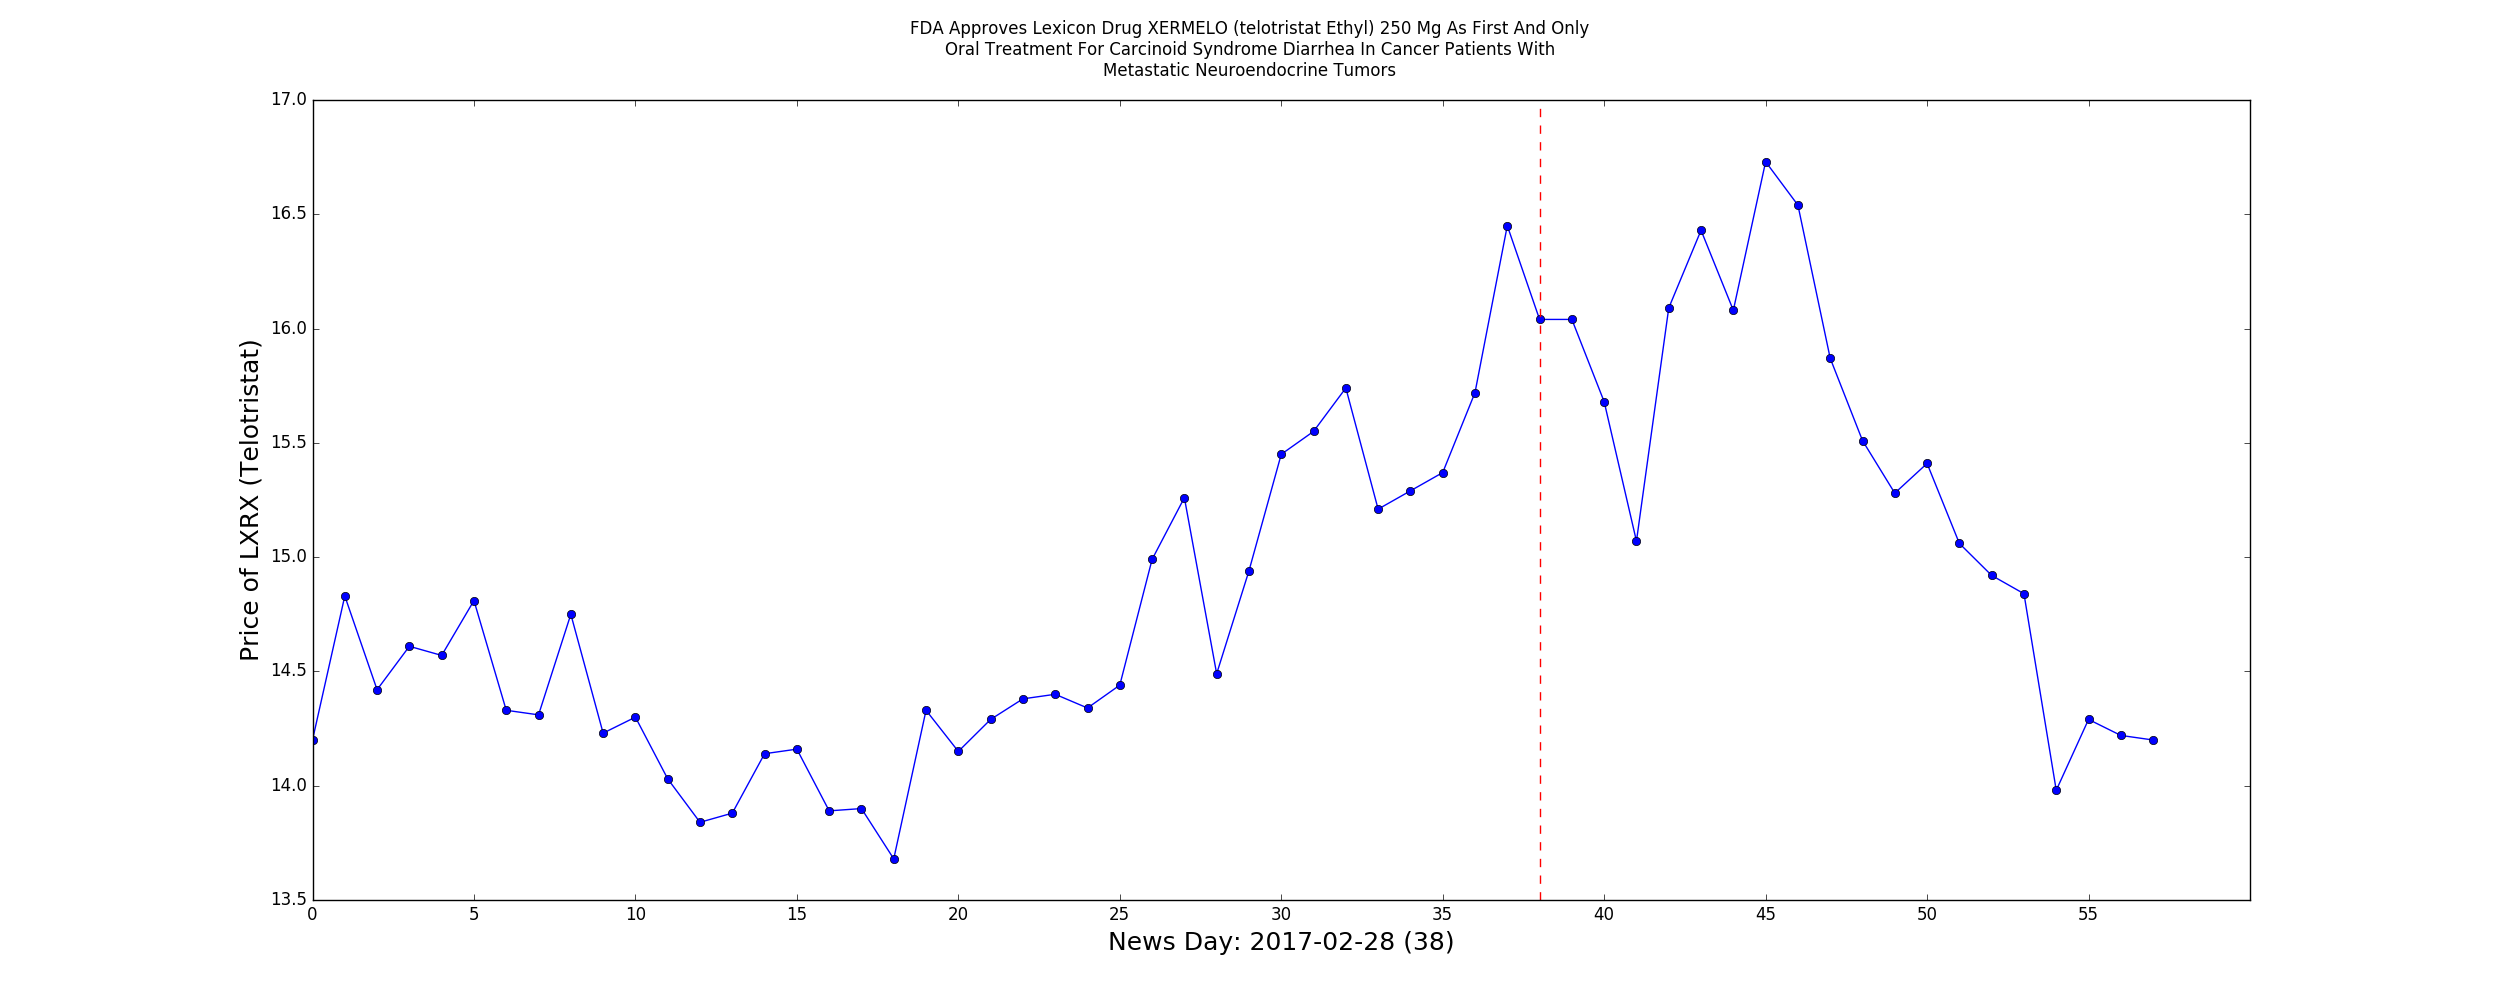 FDA Approves Lexicon Drug XERMELO (telotristat Ethyl) 250 Mg As First And Only
Oral Treatment For Carcinoid Syndrome Diarrhea In Cancer Patients With
Metastatic Neuroendocrine Tumors
17.0
16.5
16.0
15.5
15.0
14.5
14.0
13.5
Price of LXRX (Telotristat)
0 5 10 15 20 25 30 35 40 45 50 55
News Day: 2017-02-28 (38)